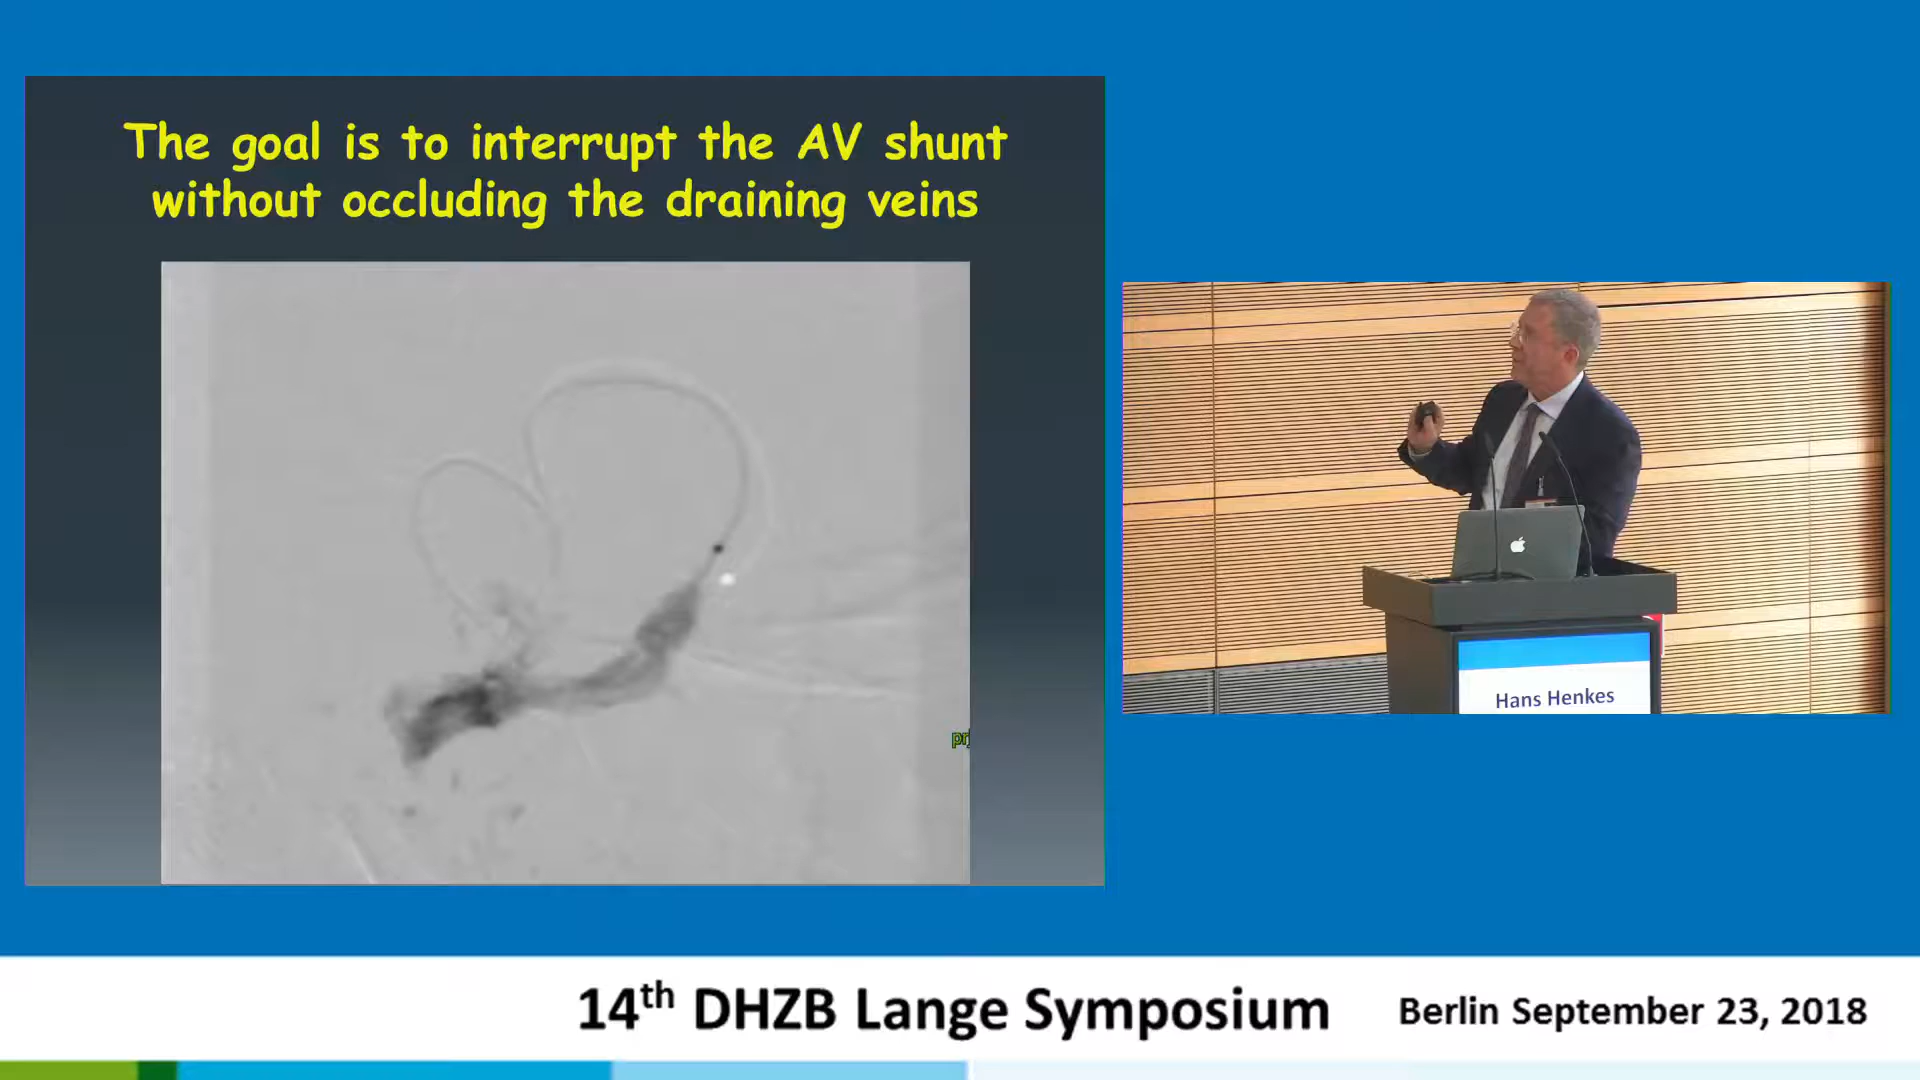 The goal is to interrupt the AV shunt
without occluding the draining veins
prj
Hans Henkes
14th DHZB Lange Symposium
Berlin September 23, 2018